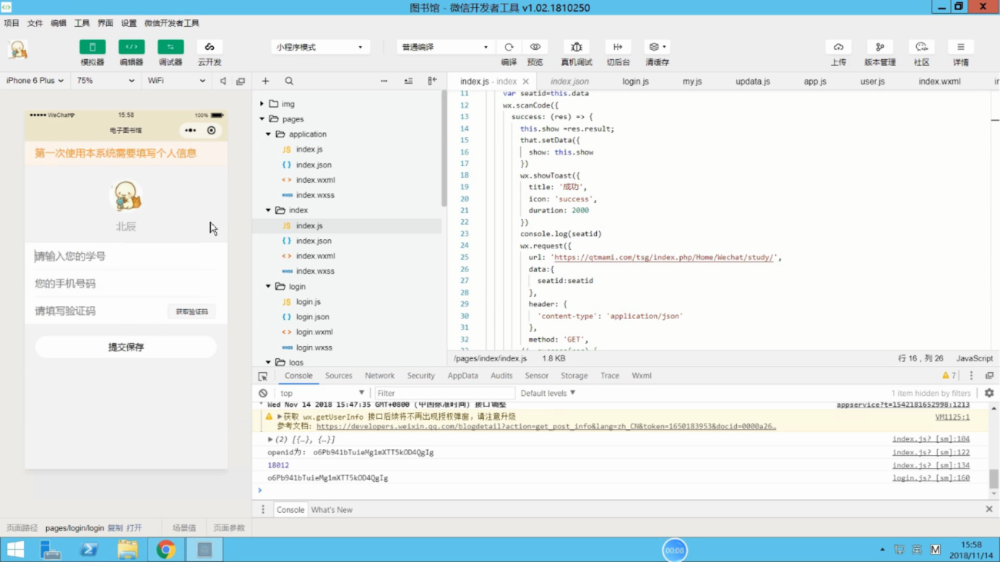 图书馆 - 微信开发者工具 v1.02.1810250
项目 文件 编辑 工具 界面 设置 微信开发者工具
小程序模式
普通编译
模拟器 编辑器 调试器 云开发
编译 预览 真机调试 切后台 清缓存
上传 版本管理 社区 详情
iPhone 6 Plus 75% WiFi
index.js - index
index.json
login.js
my.js
updata.js
app.js
user.js
index.wxml
WeChat 15:58 100%
电子图书馆
第一次使用本系统需要填写个人信息
北辰
请输入您的学号
您的手机号码
请填写验证码
获取验证码
提交保存
img
pages
application
index.js
index.json
index.wxml
index.wxss
index
index.js
index.json
index.wxml
index.wxss
login
login.js
login.json
login.wxml
login.wxss
logs
11 var seatid=this.data
12 wx.scanCode({
13 success: (res) => {
14 this.show =res.result;
15 that.setData({
16 show: this.show
17 })
18 wx.showToast({
19 title: '成功',
20 icon: 'success',
21 duration: 2000
22 })
23 console.log(seatid)
24 wx.request({
25 url: 'https://qtmami.com/tsg/index.php/Home/Wechat/study/',
26 data:{
27 seatid:seatid
28 },
29 header: {
30 'content-type': 'application/json'
31 },
32 method: 'GET',
/pages/index/index.js 1.8 KB 行 16，列 26 JavaScript
Console Sources Network Security AppData Audits Sensor Storage Trace Wxml 7
top Filter Default levels 1 item hidden by filters
Wed Nov 14 2018 15:47:35 GMT+0800 (中国标准时间) 接口调整 appservice?t=1542181652998:1213
获取 wx.getUserInfo 接口后续将不再出现授权弹窗，请注意升级 VM1125:1
参考文档: https://developers.weixin.qq.com/blogdetail?action=get_post_info&lang=zh_CN&token=1650183953&docid=0000a26…
(2) [{…}, {…}] index.js? [sm]:104
openid为： o6Pb941bTuieMg1mXTT5kOD4QgIg index.js? [sm]:122
18012 index.js? [sm]:134
o6Pb941bTuieMg1mXTT5kOD4QgIg login.js? [sm]:160
Console What's New
页面路径 pages/login/login 复制 打开 场景值 页面参数
00:08
英 M
15:58
2018/11/14